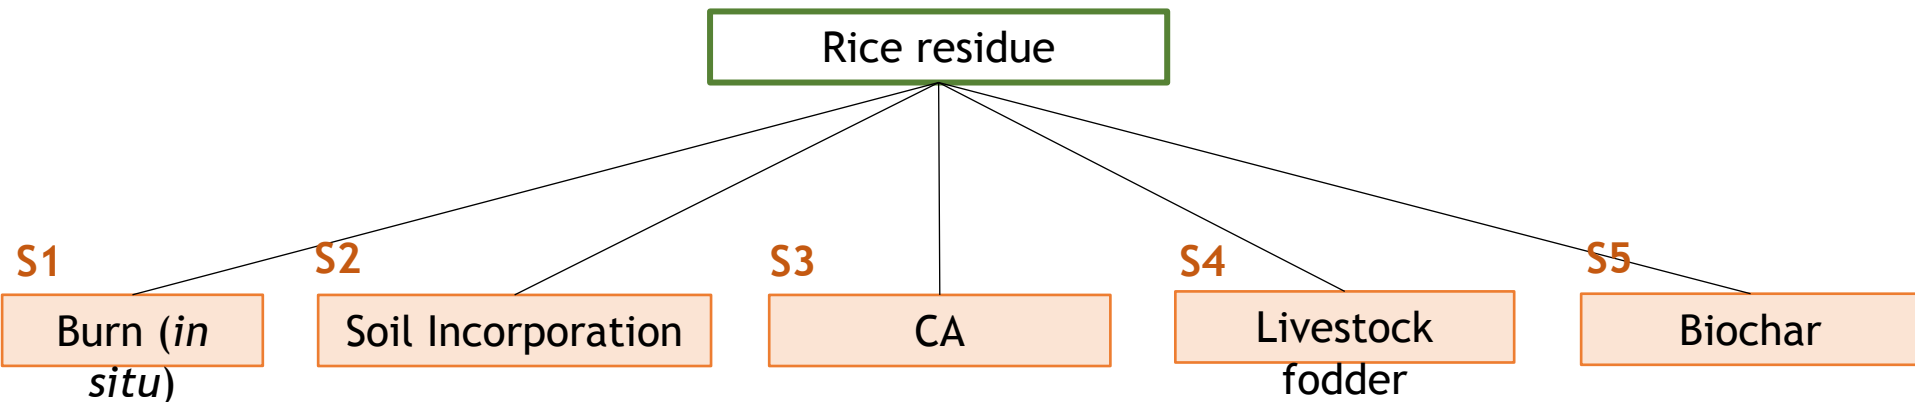 Rice residue
S1
S2
S3
S4
S5
Burn (in
situ)
Soil Incorporation
CA
Livestock
fodder
Biochar